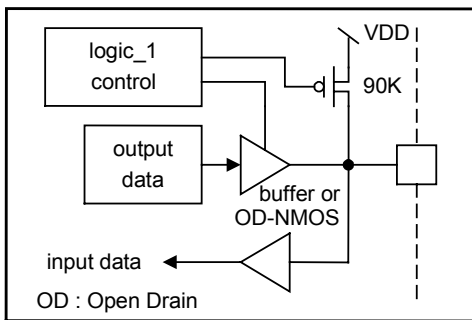 logic_1
control
VDD
90K
output
data
buffer or
OD-NMOS
input data
OD : Open Drain